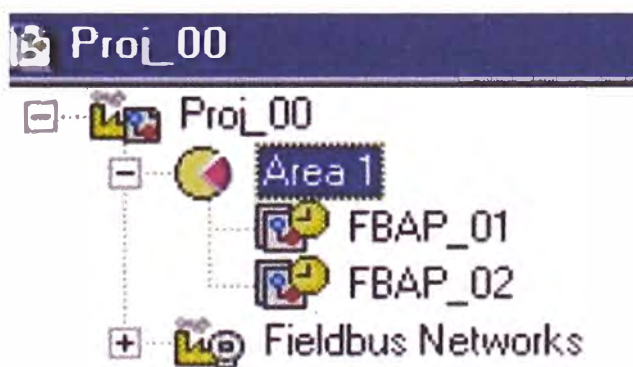 Proj_00
Proj_00
Area 1
FBAP_01
FBAP_02
Fieldbus Networks